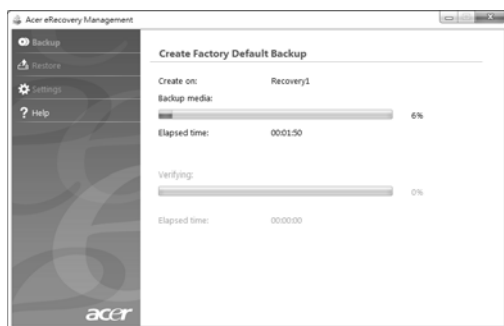 Acer eRecovery Management
Backup
Restore
Settings
Help
Create Factory Default Backup
Create on: Recovery1
Backup media:
6%
Elapsed time: 00:01:50
Verifying:
0%
Elapsed time: 00:00:00
acer